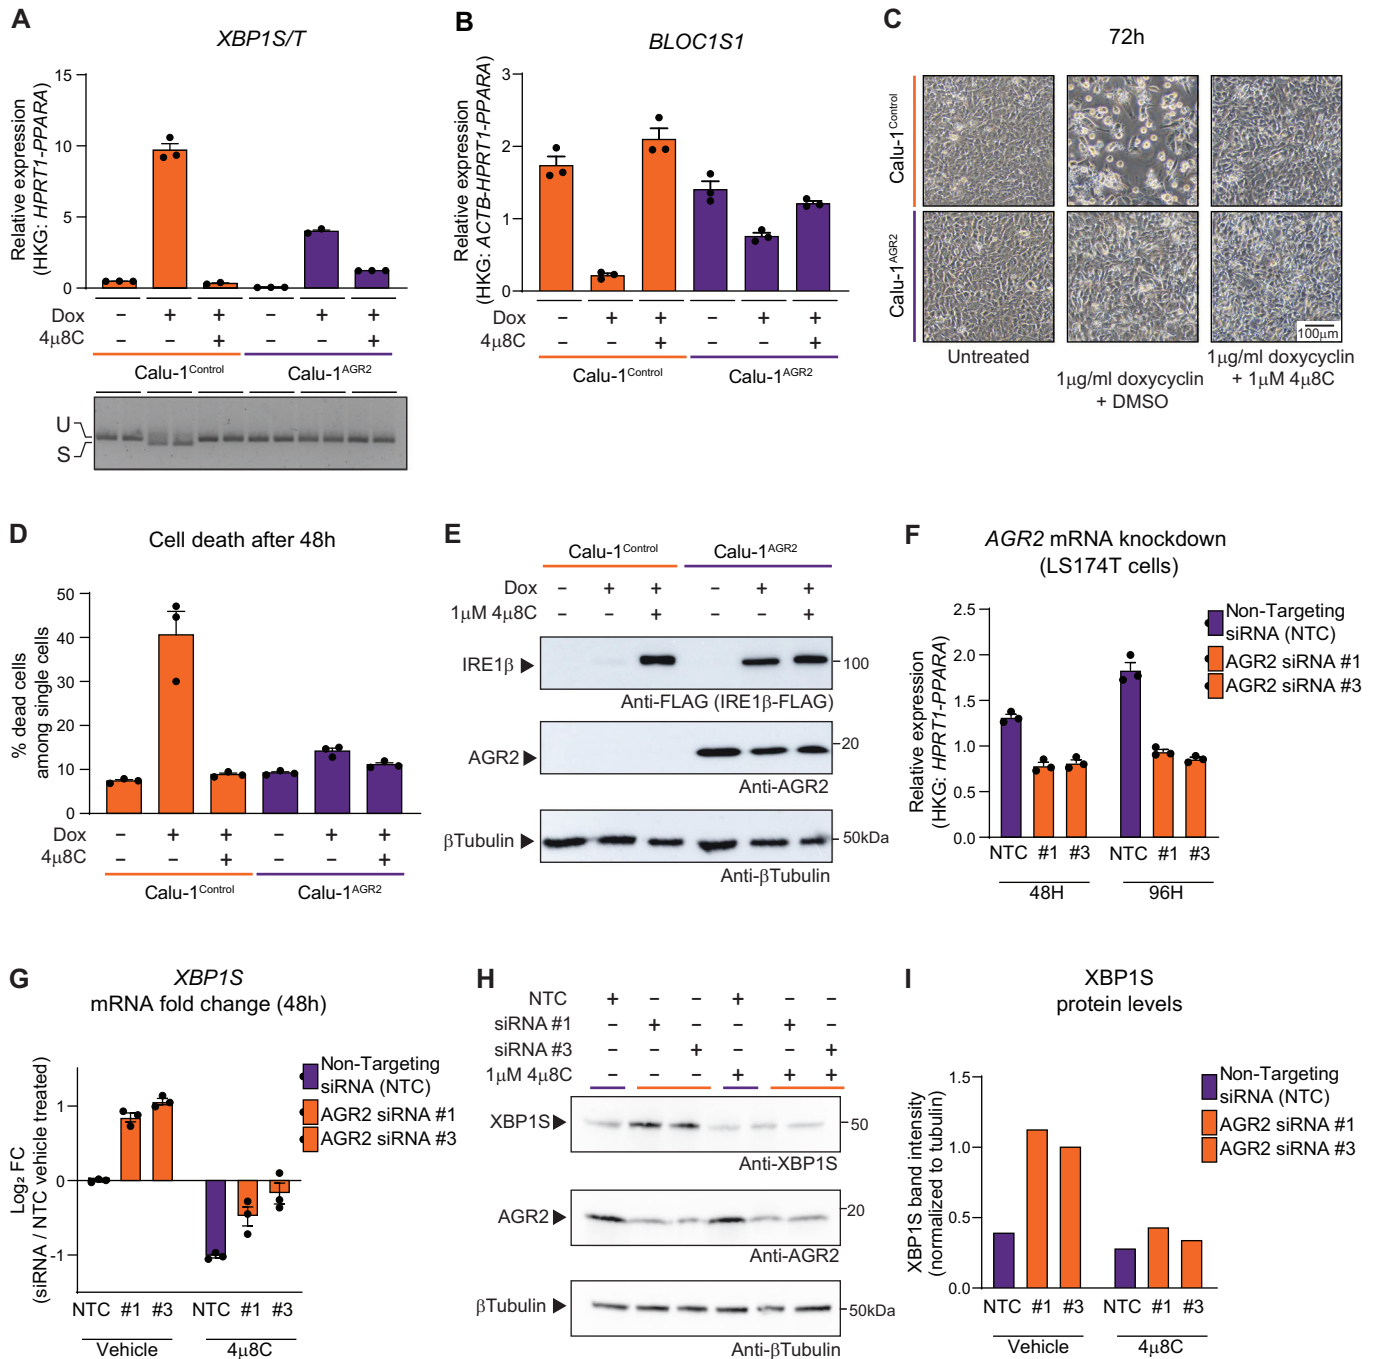 A
XBP1S/T
Relative expression
(HKG: HPRT1-PPARA)
15
10
5
0
Dox − + + − + +
4μ8C − − + − − +
Calu-1Control
Calu-1AGR2
U
S
B
BLOC1S1
Relative expression
(HKG: ACTB-HPRT1-PPARA)
3
2
1
0
Dox − + + − + +
4μ8C − − + − − +
Calu-1Control
Calu-1AGR2
C
72h
Calu-1Control
Calu-1AGR2
100μm
Untreated
1μg/ml doxycyclin
+ DMSO
1μg/ml doxycyclin
+ 1μM 4μ8C
D
Cell death after 48h
% dead cells
among single cells
50
40
30
20
10
0
Dox − + + − + +
4μ8C − − + − − +
Calu-1Control
Calu-1AGR2
E
Calu-1Control
Calu-1AGR2
Dox − + + − + +
1μM 4μ8C − − + − − +
IRE1β
100
Anti-FLAG (IRE1β-FLAG)
AGR2
20
Anti-AGR2
βTubulin
50kDa
Anti-βTubulin
F
AGR2 mRNA knockdown
(LS174T cells)
Relative expression
(HKG: HPRT1-PPARA)
2.5
2.0
1.5
1.0
0.5
0.0
NTC #1 #3 NTC #1 #3
48H 96H
Non-Targeting
siRNA (NTC)
AGR2 siRNA #1
AGR2 siRNA #3
G
XBP1S
mRNA fold change (48h)
Log₂ FC
(siRNA / NTC vehicle treated)
1
0
-1
NTC #1 #3 NTC #1 #3
Vehicle 4μ8C
Non-Targeting
siRNA (NTC)
AGR2 siRNA #1
AGR2 siRNA #3
H
NTC + − − + − −
siRNA #1 − + − − + −
siRNA #3 − − + − − +
1μM 4μ8C − − − + + +
XBP1S
50
Anti-XBP1S
AGR2
20
Anti-AGR2
βTubulin
50kDa
Anti-βTubulin
I
XBP1S
protein levels
XBP1S band intensity
(normalized to tubulin)
1.5
1.0
0.5
0.0
NTC #1 #3 NTC #1 #3
Vehicle 4μ8C
Non-Targeting
siRNA (NTC)
AGR2 siRNA #1
AGR2 siRNA #3